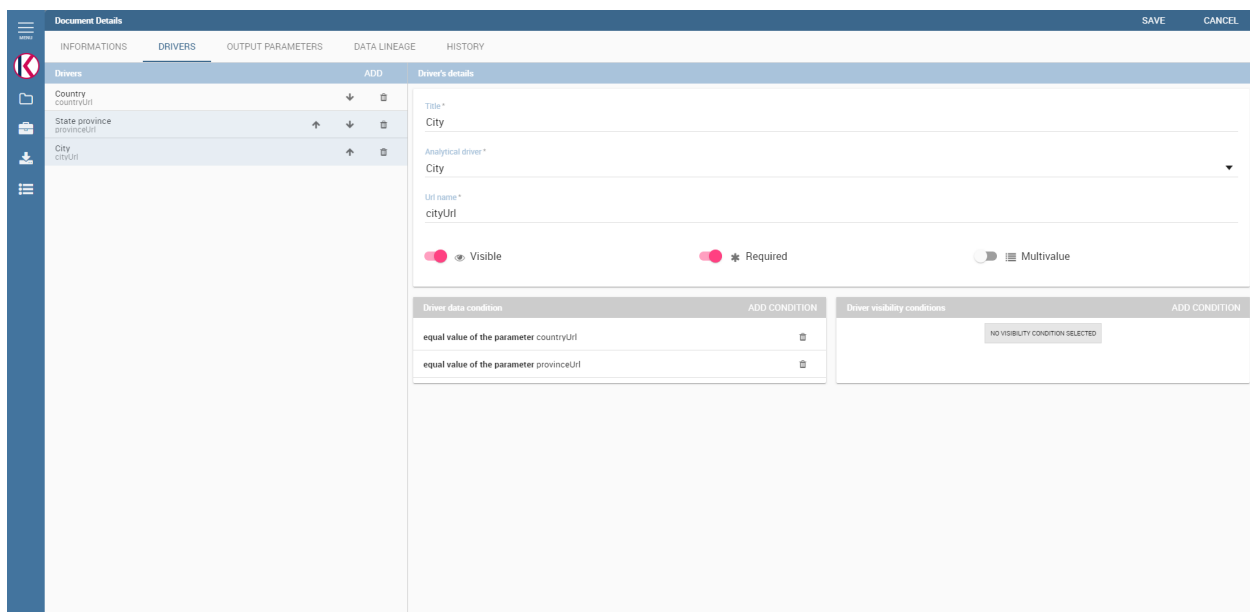 Document Details
SAVE CANCEL
MENU
INFORMATIONS DRIVERS OUTPUT PARAMETERS DATA LINEAGE HISTORY
Drivers ADD
Driver's details
Country
countryUrl
State province
provinceUrl
City
cityUrl
Title *
City
Analytical driver *
City
Url name *
cityUrl
Visible Required Multivalue
Driver data condition ADD CONDITION
equal value of the parameter countryUrl
equal value of the parameter provinceUrl
Driver visibility conditions ADD CONDITION
NO VISIBILITY CONDITION SELECTED